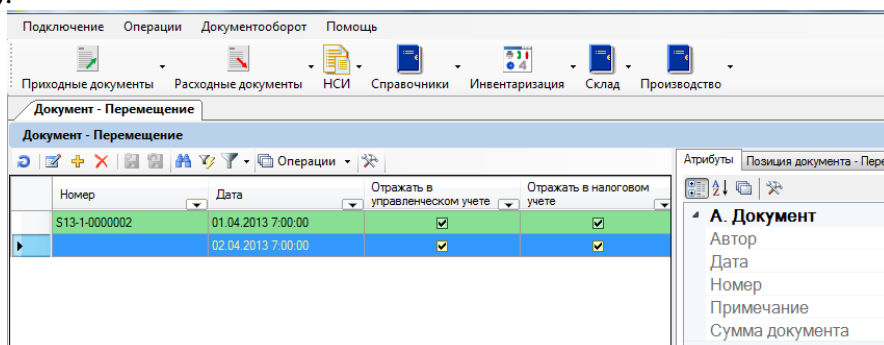 Подключение Операции Документооборот Помощь
Приходные документы Расходные документы НСИ Справочники Инвентаризация Склад Производство
Документ - Перемещение
Документ - Перемещение
Операции
Номер Дата Отражать в управленческом учете Отражать в налоговом учете
S13-1-0000002 01.04.2013 7:00:00
02.04.2013 7:00:00
Атрибуты Позиция документа - Пере
А. Документ
Автор
Дата
Номер
Примечание
Сумма документа